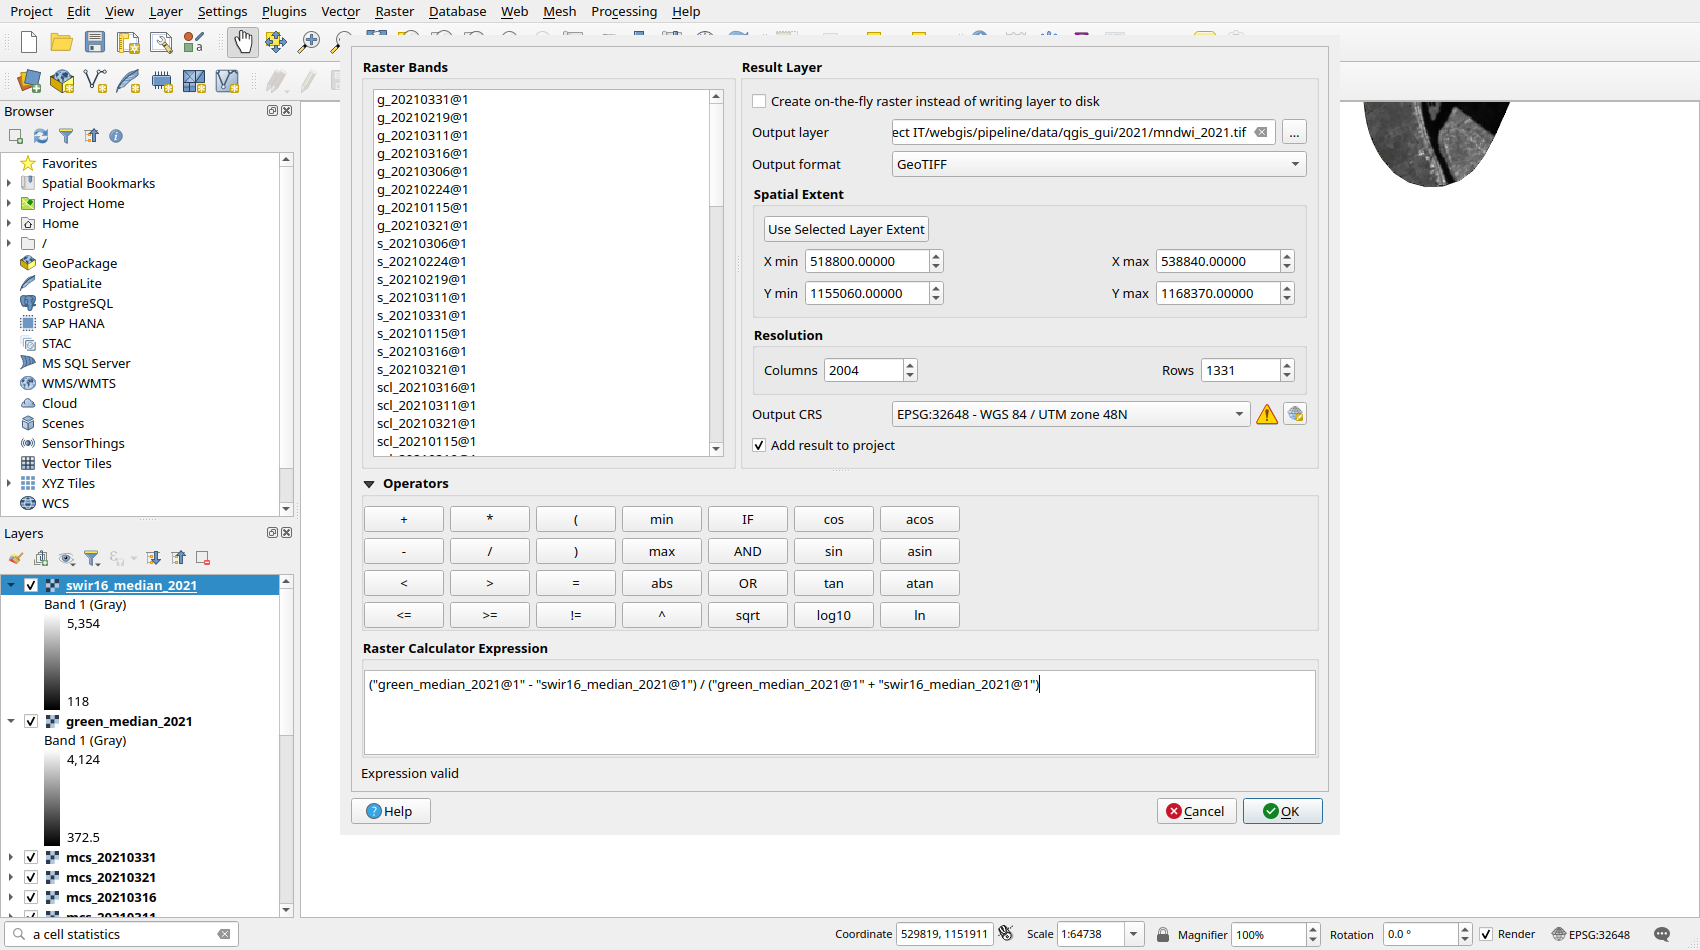 Project Edit View Layer Settings Plugins Vector Raster Database Web Mesh Processing Help
Browser
Favorites
Spatial Bookmarks
Project Home
Home
/
GeoPackage
SpatiaLite
PostgreSQL
SAP HANA
STAC
MS SQL Server
WMS/WMTS
Cloud
Scenes
SensorThings
Vector Tiles
XYZ Tiles
WCS
Layers
swir16_median_2021
Band 1 (Gray)
5,354
118
green_median_2021
Band 1 (Gray)
4,124
372.5
mcs_20210331
mcs_20210321
mcs_20210316
mcs_20210311
Raster Bands
g_20210331@1
g_20210219@1
g_20210311@1
g_20210316@1
g_20210306@1
g_20210224@1
g_20210115@1
g_20210321@1
s_20210306@1
s_20210224@1
s_20210219@1
s_20210311@1
s_20210331@1
s_20210115@1
s_20210316@1
s_20210321@1
scl_20210316@1
scl_20210311@1
scl_20210321@1
scl_20210115@1
Result Layer
Create on-the-fly raster instead of writing layer to disk
Output layer ect IT/webgis/pipeline/data/qgis_gui/2021/mndwi_2021.tif ...
Output format GeoTIFF
Spatial Extent
Use Selected Layer Extent
X min 518800.00000 X max 538840.00000
Y min 1155060.00000 Y max 1168370.00000
Resolution
Columns 2004 Rows 1331
Output CRS EPSG:32648 - WGS 84 / UTM zone 48N
Add result to project
Operators
+ * ( min IF cos acos
- / ) max AND sin asin
< > = abs OR tan atan
<= >= != ^ sqrt log10 ln
Raster Calculator Expression
("green_median_2021@1" - "swir16_median_2021@1") / ("green_median_2021@1" + "swir16_median_2021@1")
Expression valid
Help Cancel OK
a cell statistics Coordinate 529819, 1151911 Scale 1:64738 Magnifier 100% Rotation 0.0 ° Render EPSG:32648